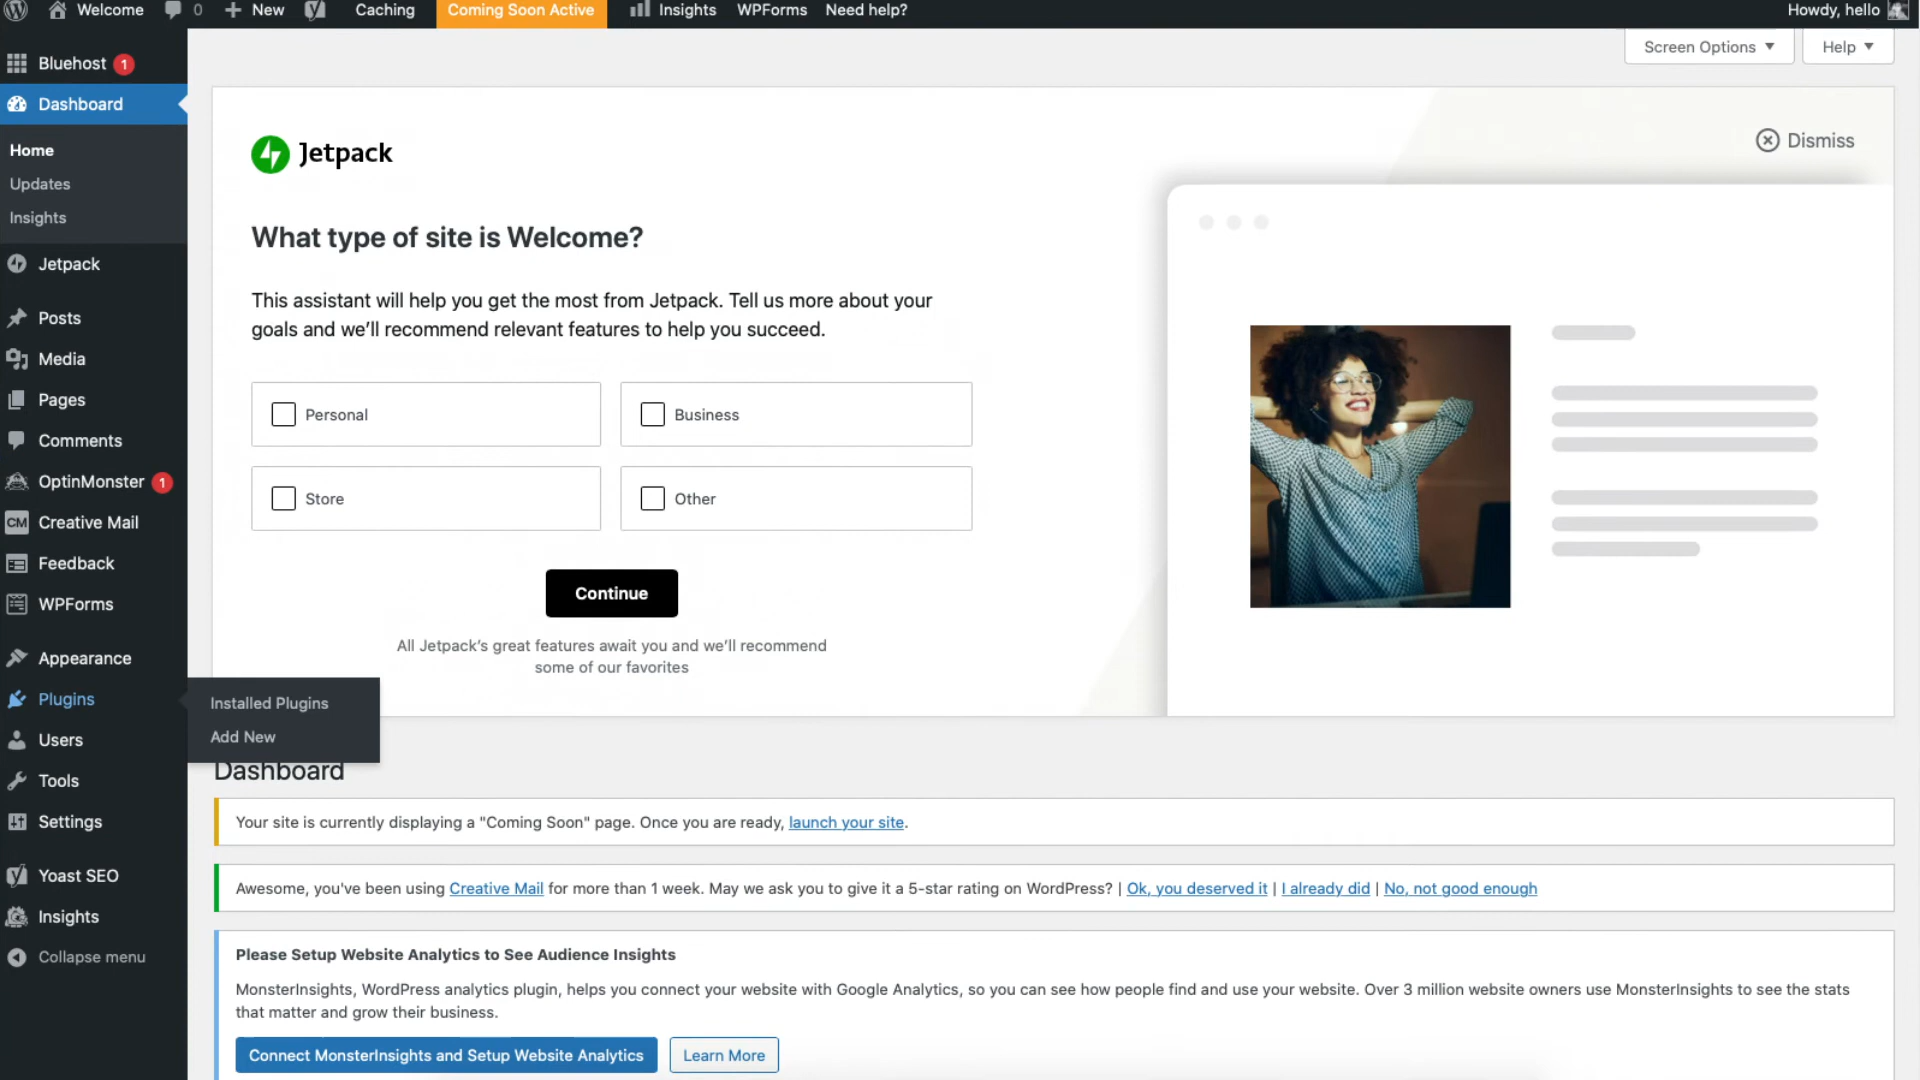 Welcome
0
New
Caching
Coming Soon Active
Insights
WPForms
Need help?
Howdy, hello
Screen Options
Help
Bluehost 1
Dashboard
Home
Updates
Insights
Jetpack
Posts
Media
Pages
Comments
OptinMonster 1
CM Creative Mail
Feedback
WPForms
Appearance
Plugins
Installed Plugins
Add New
Users
Tools
Settings
Yoast SEO
Insights
Collapse menu
Jetpack
Dismiss
What type of site is Welcome?
This assistant will help you get the most from Jetpack. Tell us more about your
goals and we’ll recommend relevant features to help you succeed.
Personal
Business
Store
Other
Continue
All Jetpack’s great features await you and we’ll recommend
some of our favorites
Dashboard
Your site is currently displaying a "Coming Soon" page. Once you are ready, launch your site.
Awesome, you've been using Creative Mail for more than 1 week. May we ask you to give it a 5-star rating on WordPress? | Ok, you deserved it | I already did | No, not good enough
Please Setup Website Analytics to See Audience Insights
MonsterInsights, WordPress analytics plugin, helps you connect your website with Google Analytics, so you can see how people find and use your website. Over 3 million website owners use MonsterInsights to see the stats
that matter and grow their business.
Connect MonsterInsights and Setup Website Analytics
Learn More